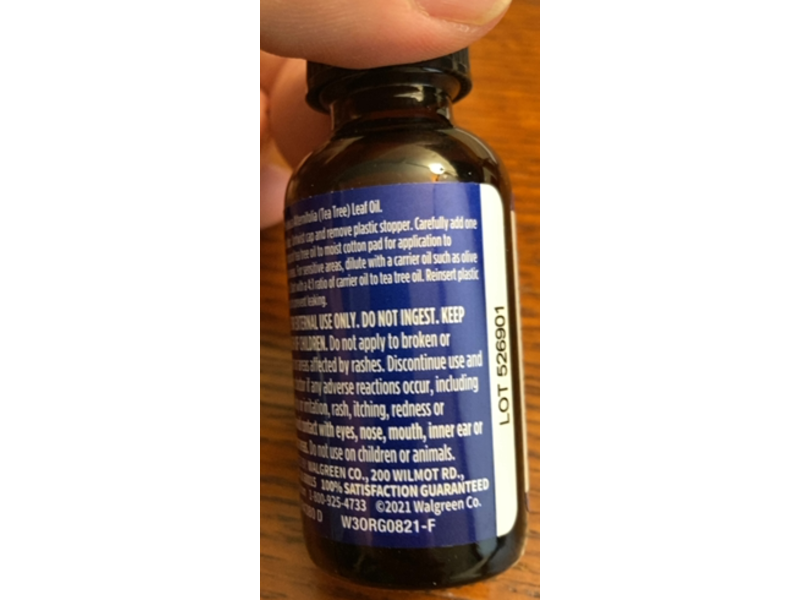 Alternifolia (Tea Tree) Leaf Oil.
cap and remove plastic stopper. Carefully add one
tree oil to moist cotton pad for application to
For sensitive areas, dilute with a carrier oil such as olive
with a 4:1 ratio of carrier oil to tea tree oil. Reinsert plastic
leaking.
USE ONLY. DO NOT INGEST. KEEP
OF CHILDREN. Do not apply to broken or
areas affected by rashes. Discontinue use and
if any adverse reactions occur, including
irritation, rash, itching, redness or
contact with eyes, nose, mouth, inner ear or
Do not use on children or animals.
WALGREEN CO., 200 WILMOT RD.,
100% SATISFACTION GUARANTEED
1-800-925-4733 ©2021 Walgreen Co.
W3ORG0821-F
LOT 526901